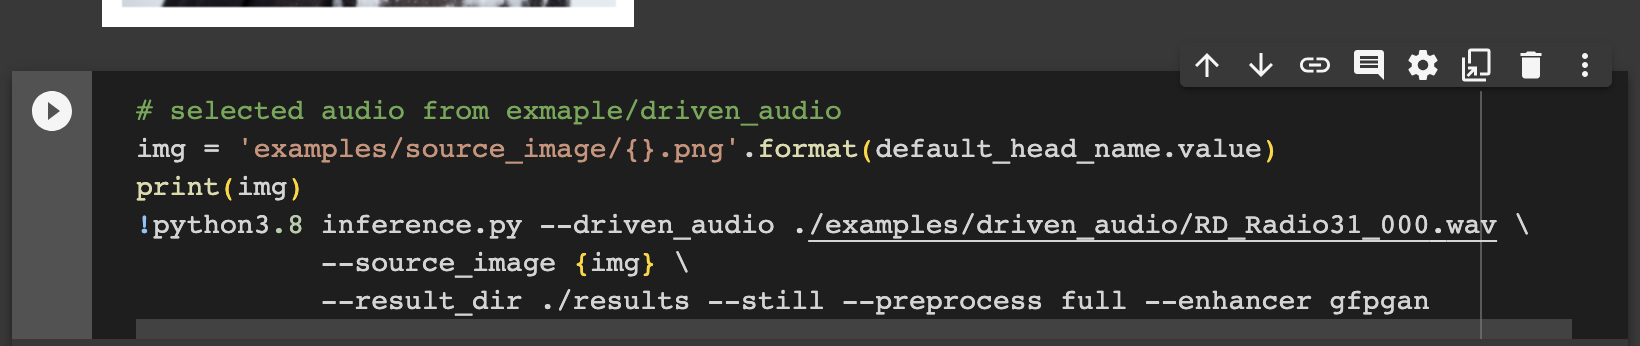 # selected audio from exmaple/driven_audio
img = 'examples/source_image/{}.png'.format(default_head_name.value)
print(img)
!python3.8 inference.py --driven_audio ./examples/driven_audio/RD_Radio31_000.wav \
--source_image {img} \
--result_dir ./results --still --preprocess full --enhancer gfpgan